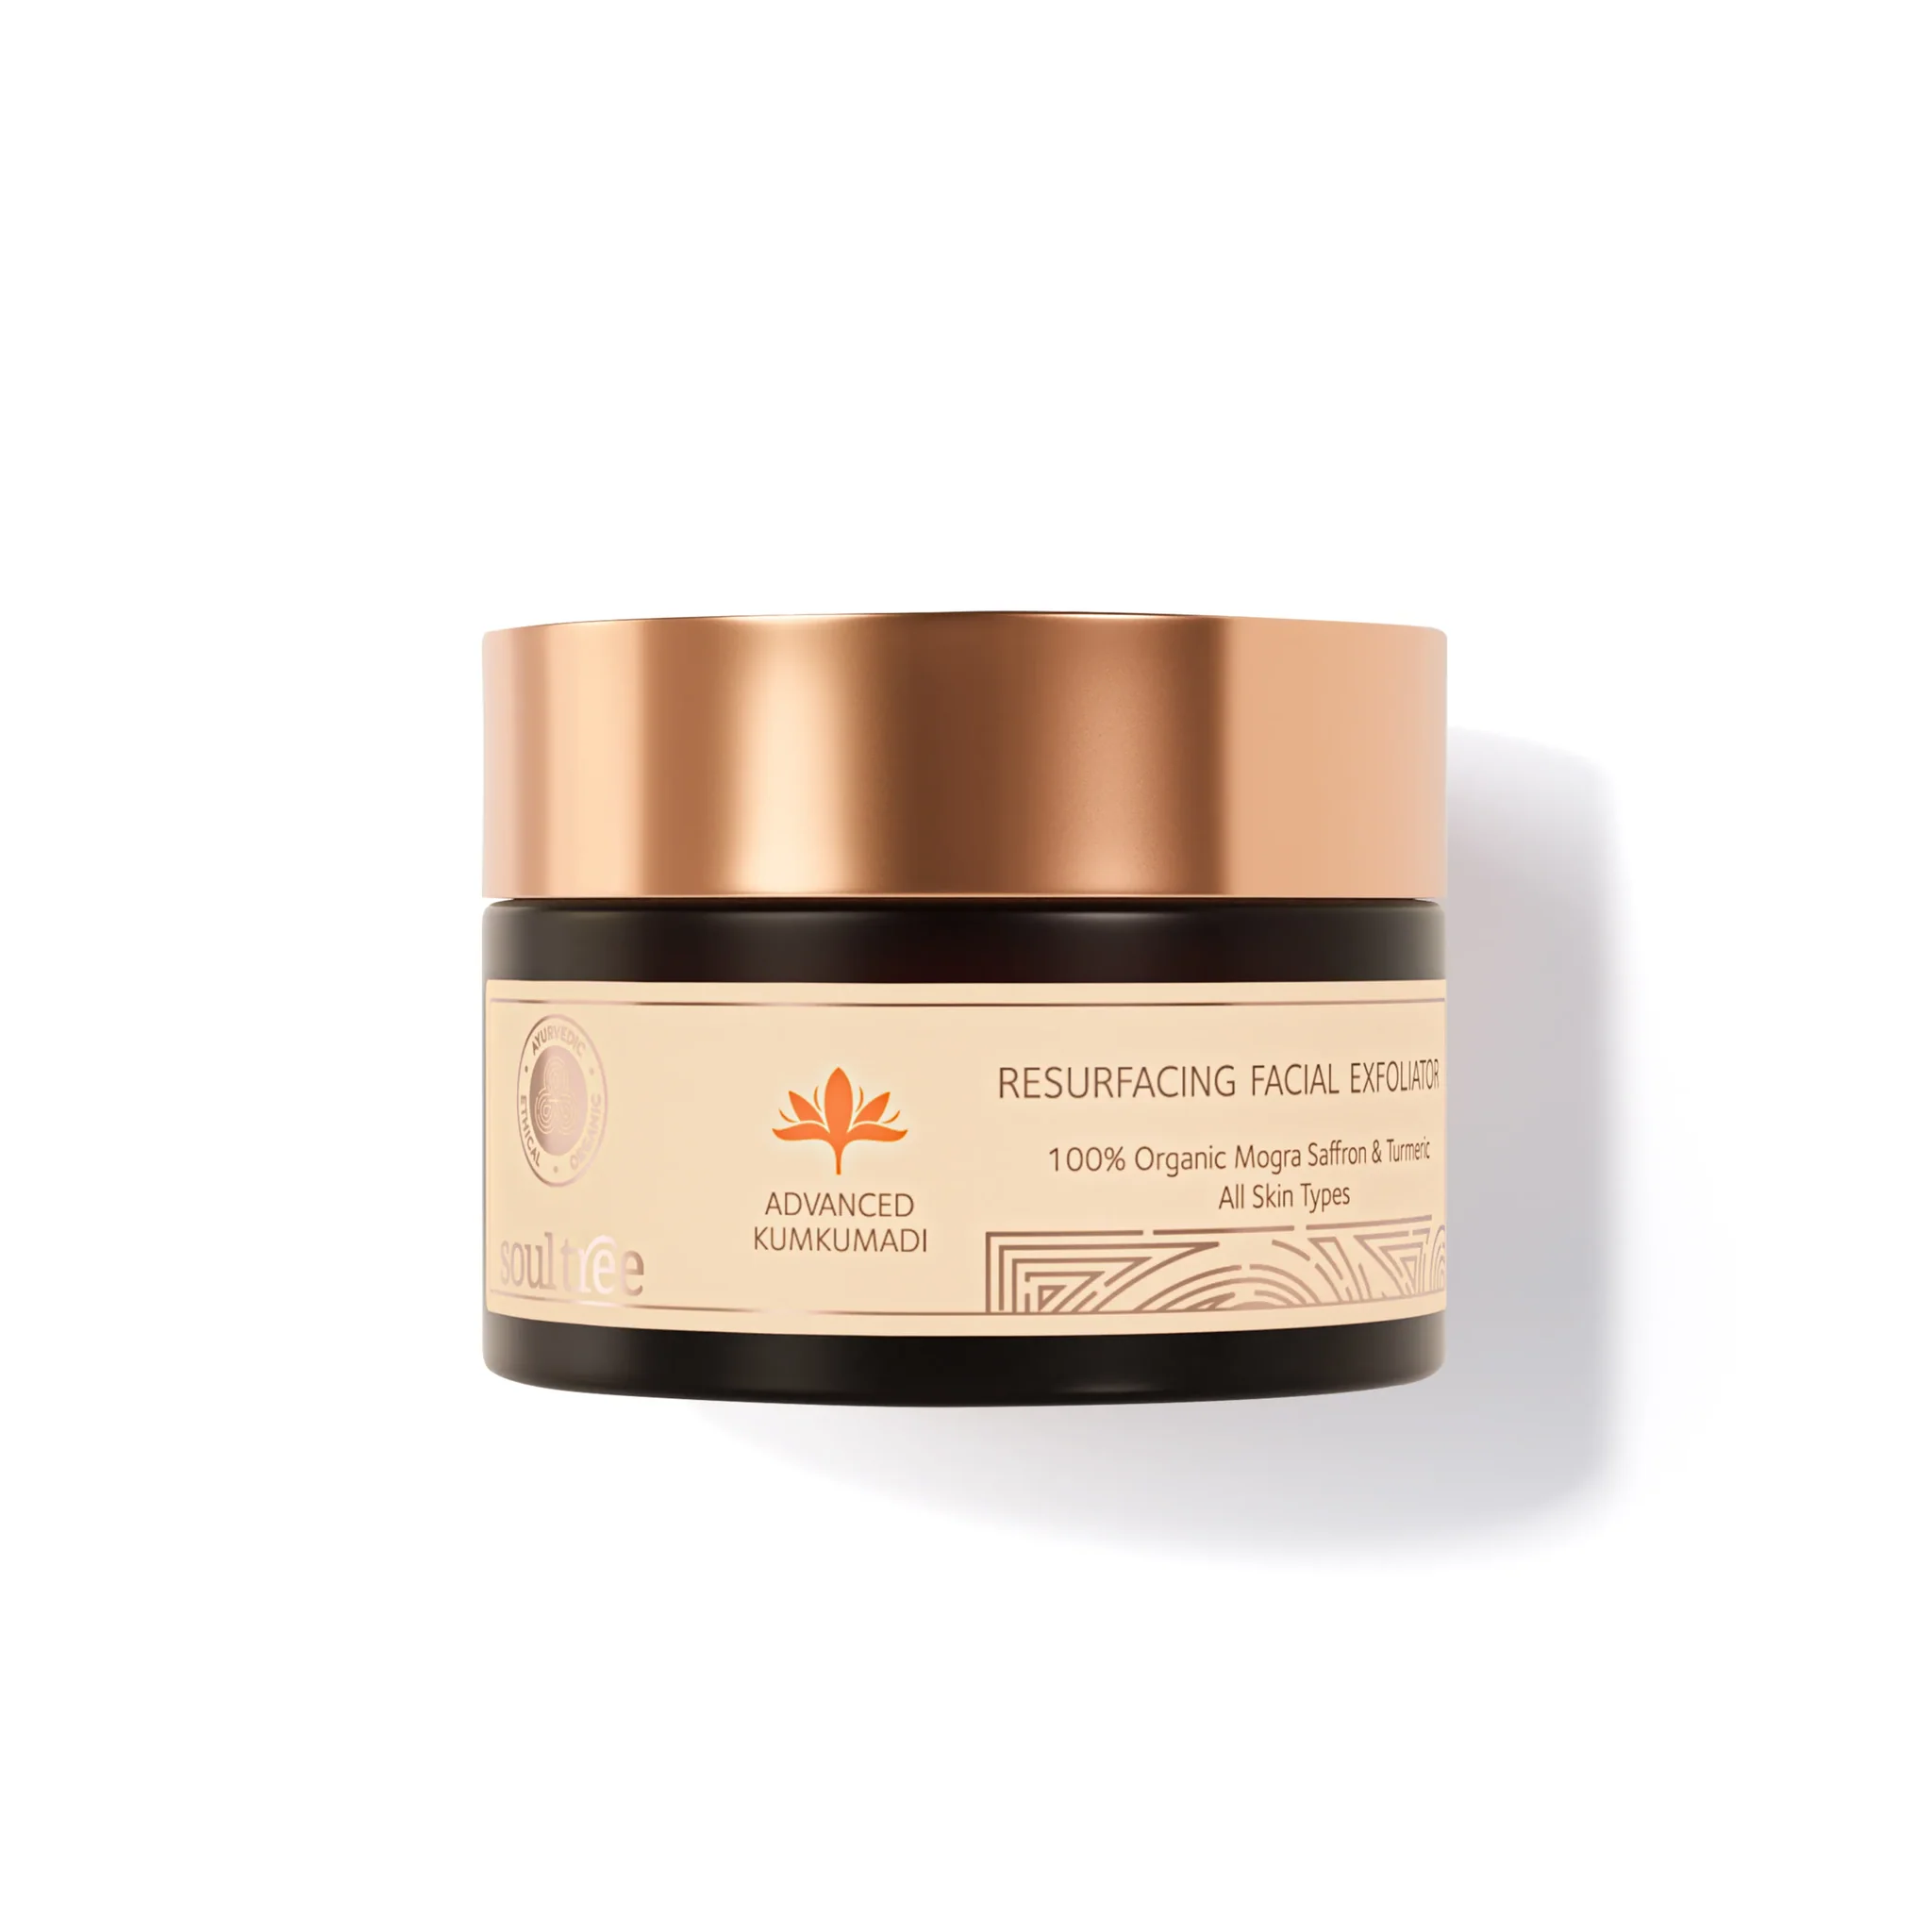 AYURVEDIC
ETHICAL
ORGANIC
soultree
ADVANCED
KUMKUMADI
RESURFACING FACIAL EXFOLIATOR
100% Organic Mogra Saffron & Turmeric
All Skin Types